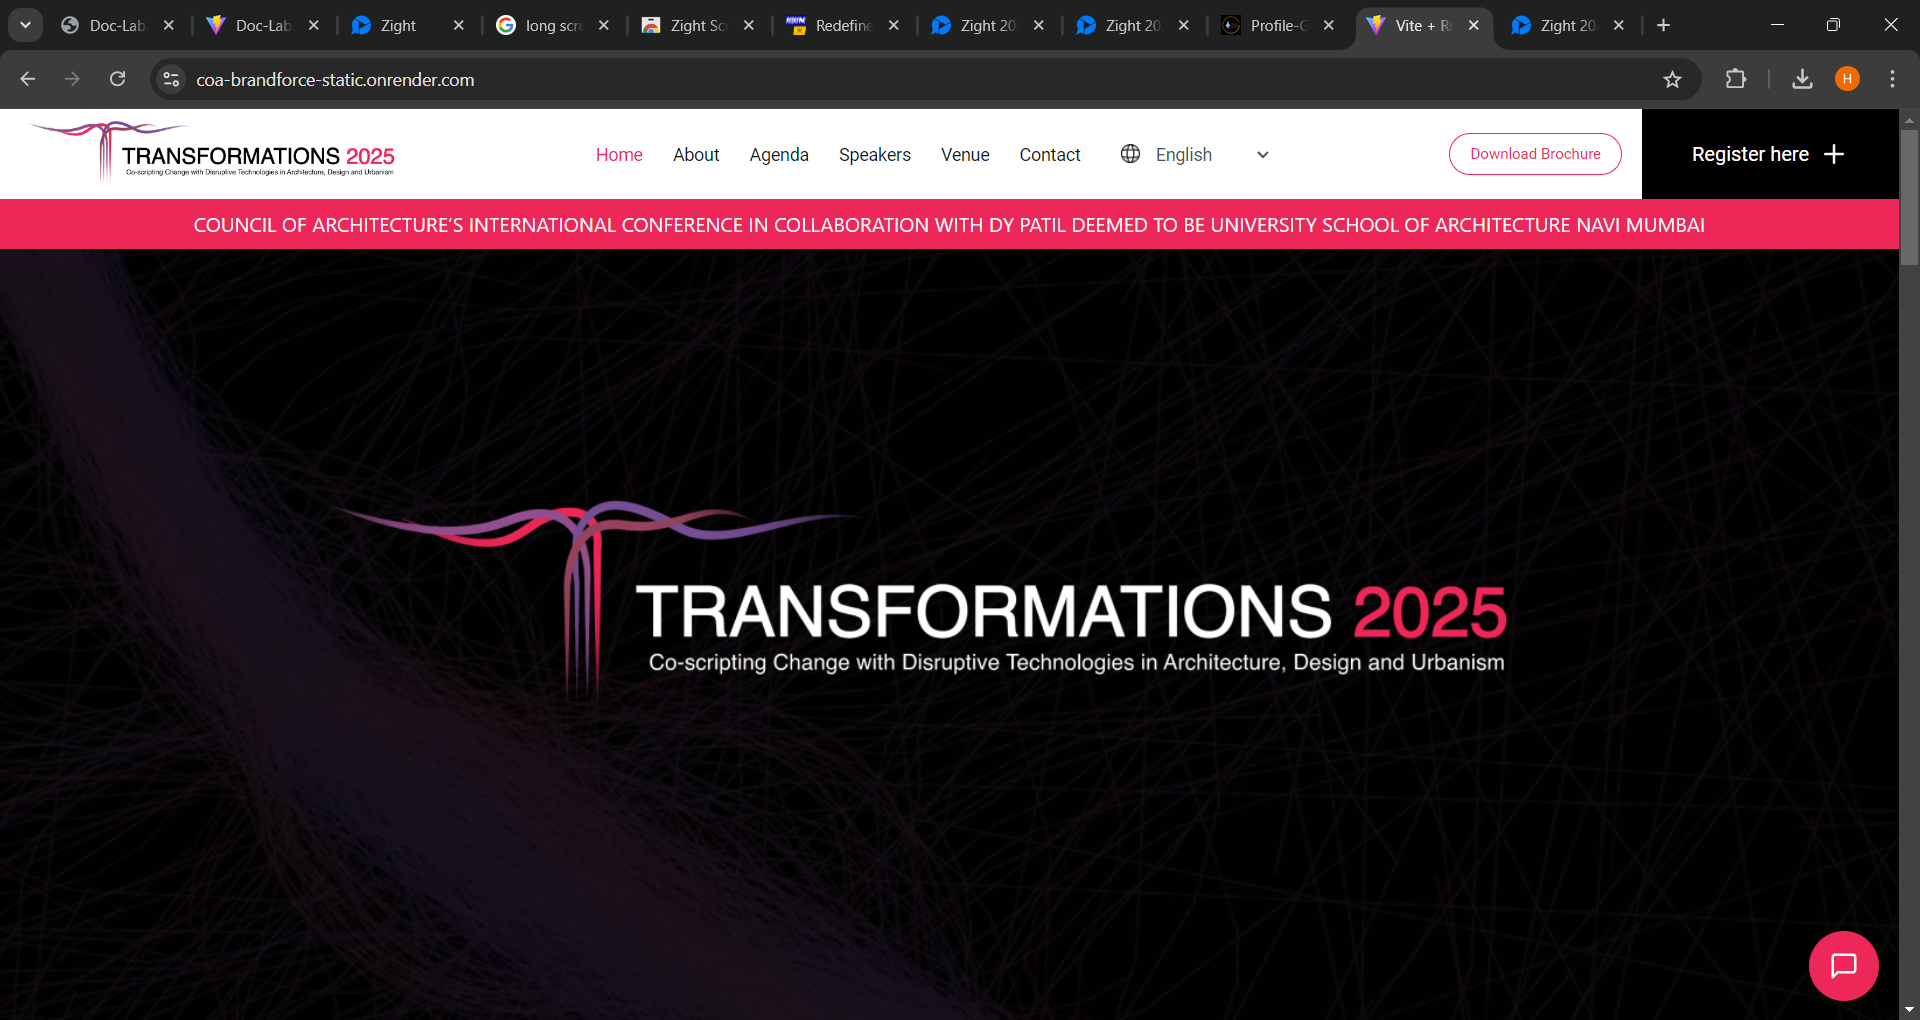 Doc-Lab
Doc-Lab
Zight
long scr
Zight Sc
Redefine
Zight 20
Zight 20
Profile-G
Vite + R
Zight 20
coa-brandforce-static.onrender.com
H
TRANSFORMATIONS 2025
Co-scripting Change with Disruptive Technologies in Architecture, Design and Urbanism
Home
About
Agenda
Speakers
Venue
Contact
English
Download Brochure
Register here
COUNCIL OF ARCHITECTURE’S INTERNATIONAL CONFERENCE IN COLLABORATION WITH DY PATIL DEEMED TO BE UNIVERSITY SCHOOL OF ARCHITECTURE NAVI MUMBAI
TRANSFORMATIONS 2025
Co-scripting Change with Disruptive Technologies in Architecture, Design and Urbanism